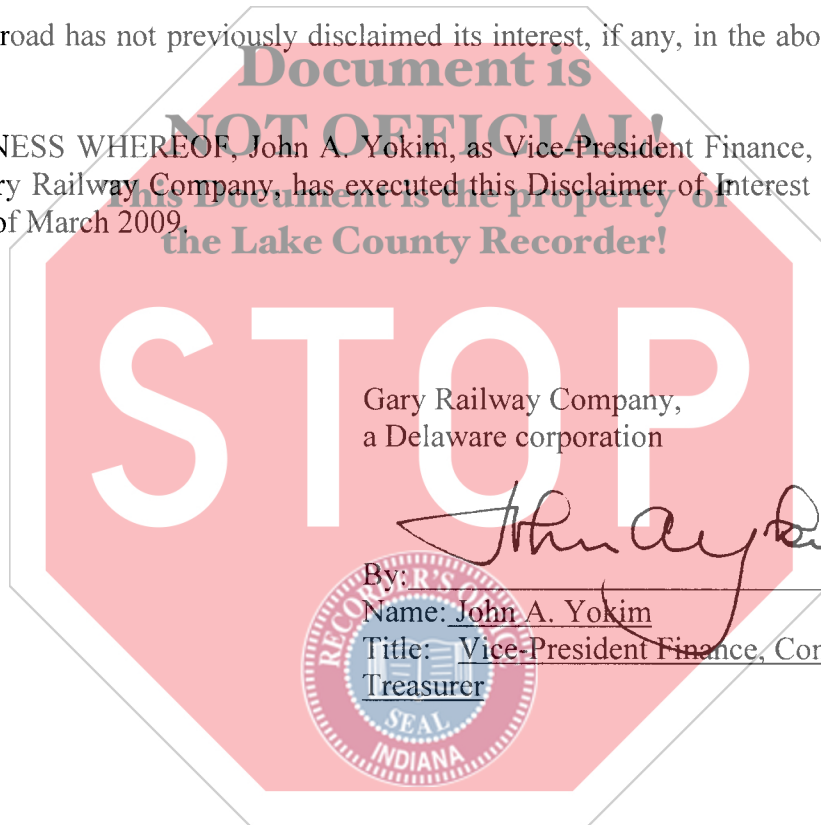 road has not previously disclaimed its interest, if any, in the abo
Document is
NOT OFFICIAL!
NESS WHEREOF, John A. Yokim, as Vice-President Finance,
ry Railway Company, has executed this Disclaimer of Interest
This Document is the property of
of March 2009.
the Lake County Recorder!
STOP
Gary Railway Company,
a Delaware corporation
John A Yoki
By:
Name: John A. Yokim
Title: Vice-President Finance, Con
Treasurer
RECORDER'S OFFICE
SEAL
INDIANA